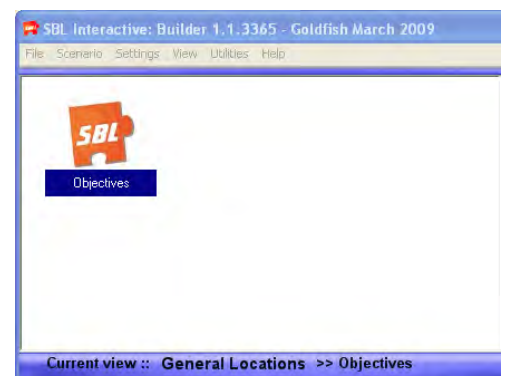 SBL Interactive: Builder 1.1.3365 - Goldfish March 2009
File Scenario Settings View Utilities Help
SBL
Objectives
Current view :: General Locations >> Objectives